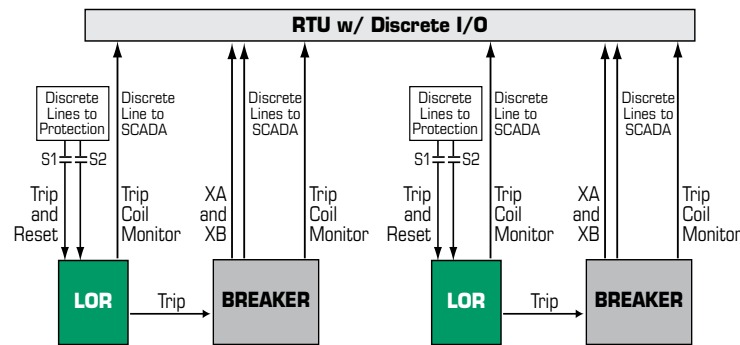 RTU w/ Discrete I/O
Discrete
Lines to
Protection
Discrete
Line to
SCADA
Discrete
Lines to
SCADA
S1
S2
Trip
and
Reset
Trip
Coil
Monitor
XA
and
XB
Trip
Coil
Monitor
LOR
Trip
BREAKER
Discrete
Lines to
Protection
Discrete
Line to
SCADA
Discrete
Lines to
SCADA
S1
S2
Trip
and
Reset
Trip
Coil
Monitor
XA
and
XB
Trip
Coil
Monitor
LOR
Trip
BREAKER